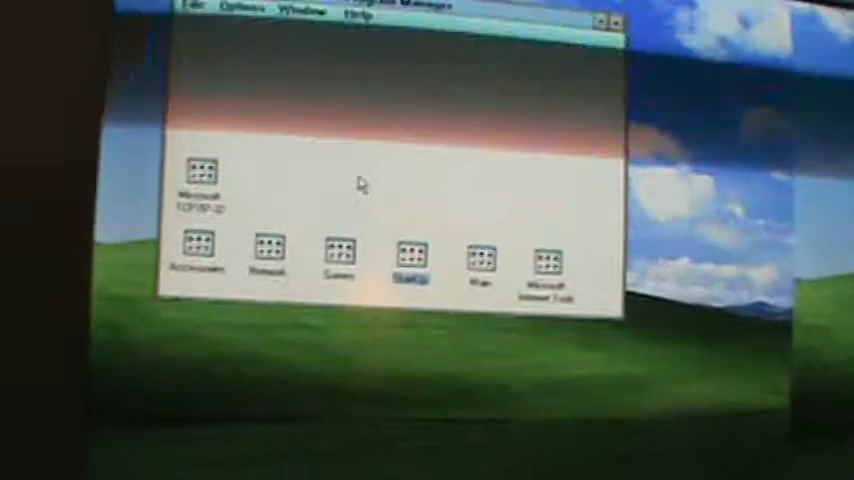 Program Manager
File Options Window Help
Microsoft
TCP/IP-32
Accessories Network Games StartUp Main Microsoft
Internet Tools